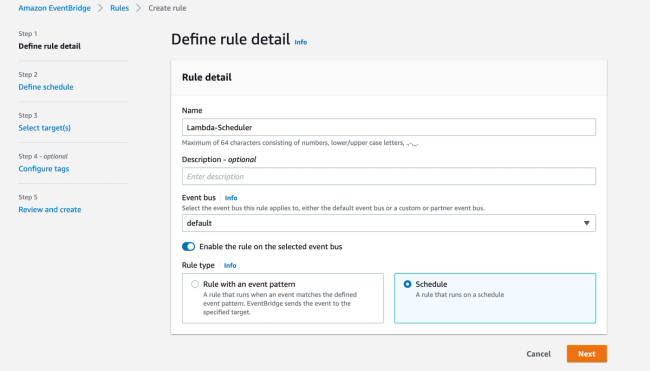 Amazon EventBridge > Rules > Create rule
Step 1
Define rule detail
Step 2
Define schedule
Step 3
Select target(s)
Step 4 - optional
Configure tags
Step 5
Review and create
Define rule detail Info
Rule detail
Name
Lambda-Scheduler
Maximum of 64 characters consisting of numbers, lower/upper case letters, .,-,_.
Description - optional
Enter description
Event bus Info
Select the event bus this rule applies to, either the default event bus or a custom or partner event bus.
default
Enable the rule on the selected event bus
Rule type Info
Rule with an event pattern
A rule that runs when an event matches the defined
event pattern. EventBridge sends the event to the
specified target.
Schedule
A rule that runs on a schedule
Cancel
Next